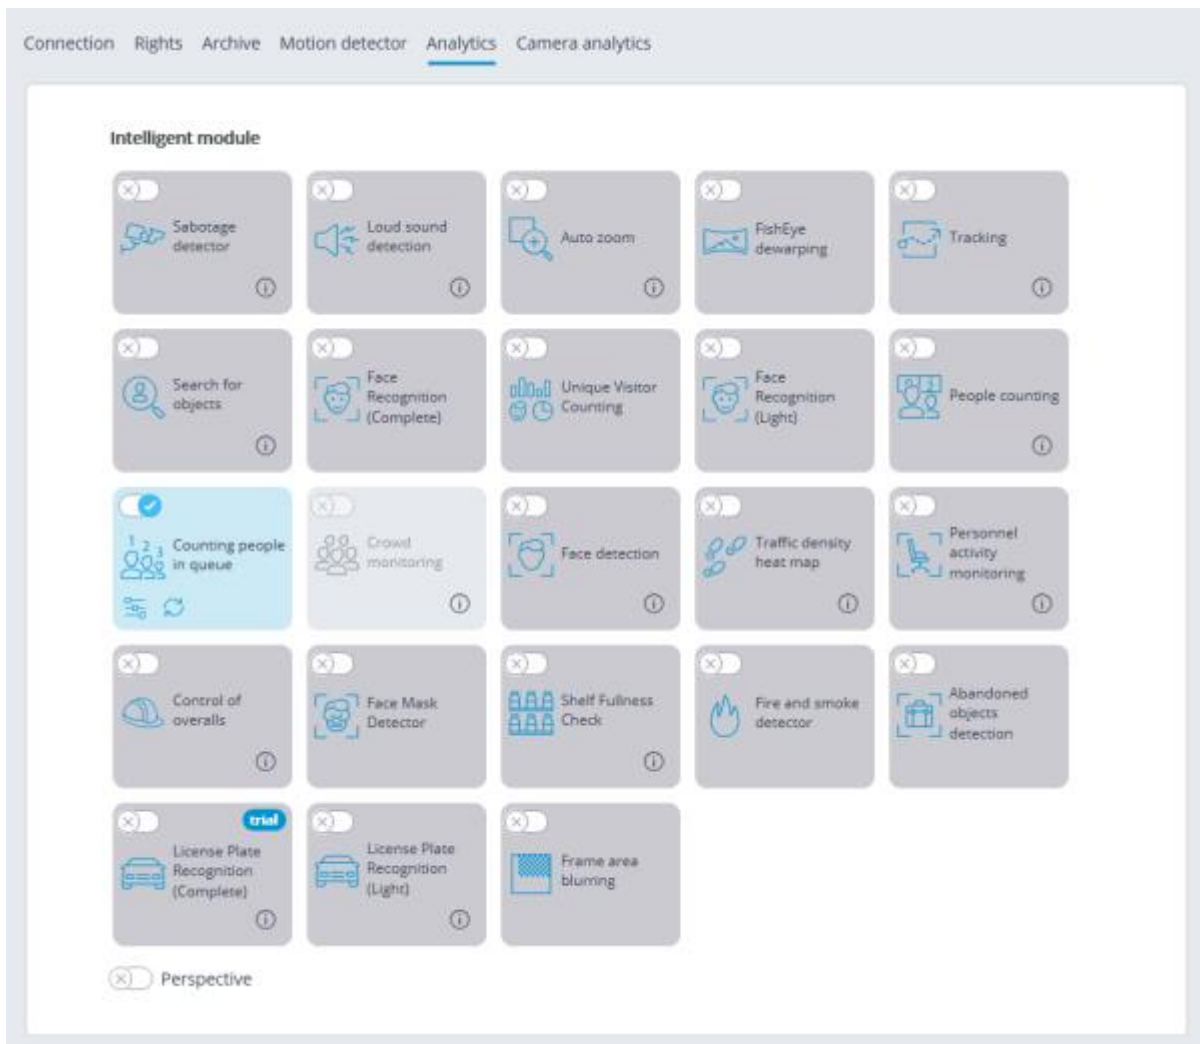 Connection Rights Archive Motion detector Analytics Camera analytics
Intelligent module
Sabotage
detector
Loud sound
detection
Auto zoom
FishEye
dewarping
Tracking
Search for
objects
Face
Recognition
(Complete)
Unique Visitor
Counting
Face
Recognition
(Light)
People counting
Counting people
in queue
Crowd
monitoring
Face detection
Traffic density
heat map
Personnel
activity
monitoring
Control of
overalls
Face Mask
Detector
Shelf Fullness
Check
Fire and smoke
detector
Abandoned
objects
detection
trial
License Plate
Recognition
(Complete)
License Plate
Recognition
(Light)
Frame area
blurring
Perspective